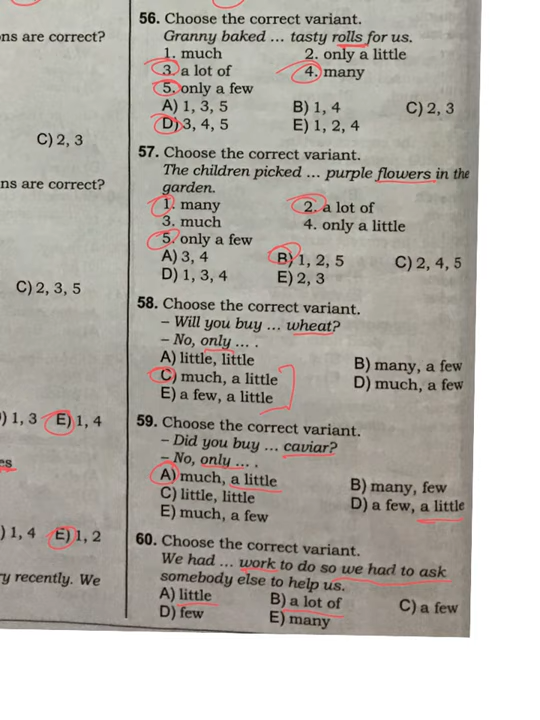 ns are correct?
C) 2, 3
ns are correct?
C) 2, 3, 5
) 1, 3 E) 1, 4
es
) 1, 4 E) 1, 2
y recently. We
56. Choose the correct variant.
Granny baked ... tasty rolls for us.
1. much 2. only a little
3. a lot of 4. many
5. only a few
A) 1, 3, 5 B) 1, 4 C) 2, 3
D) 3, 4, 5 E) 1, 2, 4
57. Choose the correct variant.
The children picked ... purple flowers in the
garden.
1. many 2. a lot of
3. much 4. only a little
5. only a few
A) 3, 4 B) 1, 2, 5 C) 2, 4, 5
D) 1, 3, 4 E) 2, 3
58. Choose the correct variant.
– Will you buy ... wheat?
– No, only ... .
A) little, little B) many, a few
C) much, a little D) much, a few
E) a few, a little
59. Choose the correct variant.
– Did you buy ... caviar?
– No, only ... .
A) much, a little B) many, few
C) little, little D) a few, a little
E) much, a few
60. Choose the correct variant.
We had ... work to do so we had to ask
somebody else to help us.
A) little B) a lot of C) a few
D) few E) many